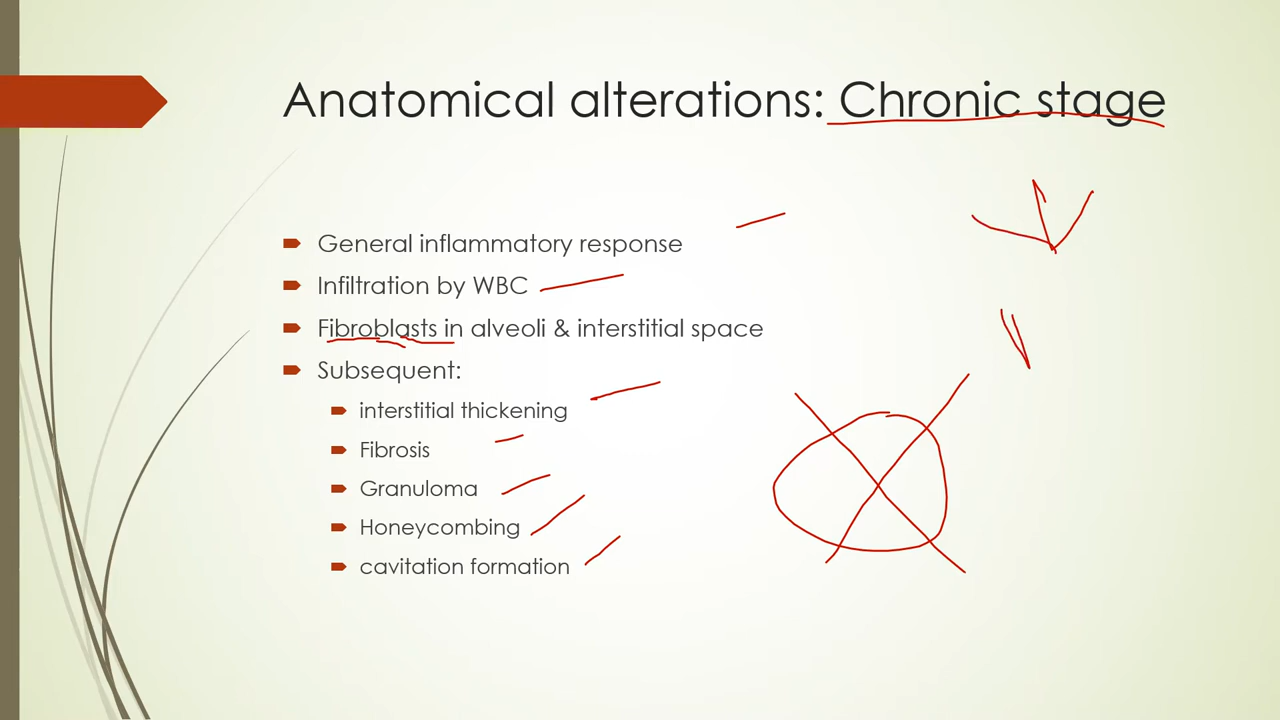 Anatomical alterations: Chronic stage
General inflammatory response
Infiltration by WBC
Fibroblasts in alveoli & interstitial space
Subsequent:
interstitial thickening
Fibrosis
Granuloma
Honeycombing
cavitation formation